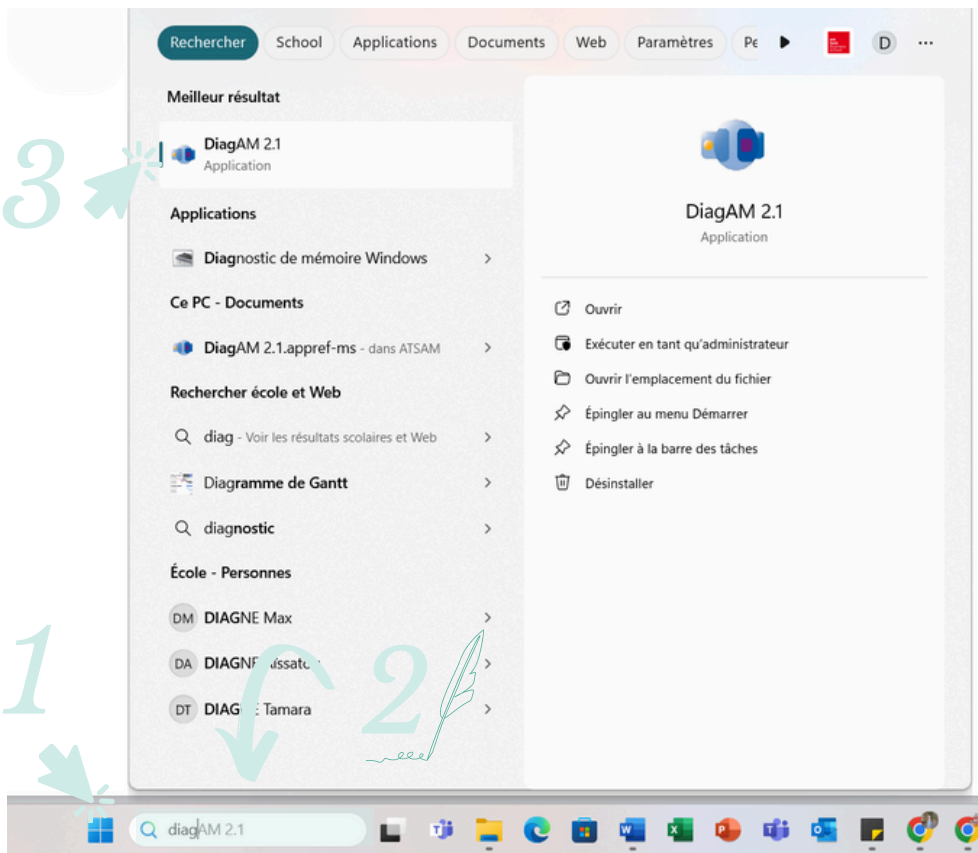 Rechercher School Applications Documents Web Paramètres D ...
Meilleur résultat
DiagAM 2.1
Application
3
DiagAM 2.1
Application
Applications
Diagnostic de mémoire Windows
Ce PC - Documents
DiagAM 2.1.appref-ms - dans ATSAM
Rechercher école et Web
diag - Voir les résultats scolaires et Web
Diagramme de Gantt
diagnostic
École - Personnes
DM DIAGNE Max
DA
DT Tamara
Ouvrir
Exécuter en tant qu'administrateur
Ouvrir l'emplacement du fichier
Épingler au menu Démarrer
Épingler à la barre des tâches
Désinstaller
1
2
diagAM 2.1